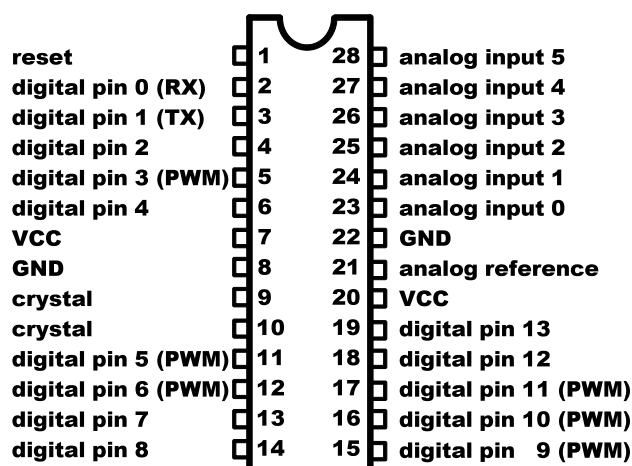 reset 1 28 analog input 5
digital pin 0 (RX) 2 27 analog input 4
digital pin 1 (TX) 3 26 analog input 3
digital pin 2 4 25 analog input 2
digital pin 3 (PWM) 5 24 analog input 1
digital pin 4 6 23 analog input 0
VCC 7 22 GND
GND 8 21 analog reference
crystal 9 20 VCC
crystal 10 19 digital pin 13
digital pin 5 (PWM) 11 18 digital pin 12
digital pin 6 (PWM) 12 17 digital pin 11 (PWM)
digital pin 7 13 16 digital pin 10 (PWM)
digital pin 8 14 15 digital pin 9 (PWM)